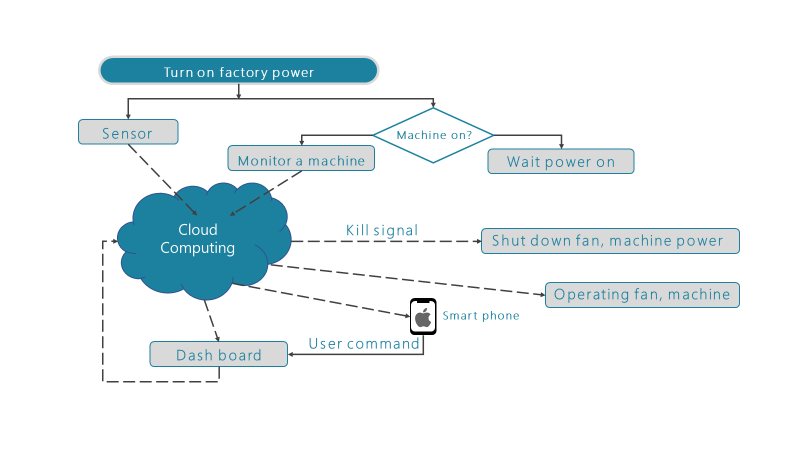 Turn on factory power
Sensor
Machine on?
Monitor a machine
Wait power on
Cloud
Computing
Kill signal
Shut down fan, machine power
Operating fan, machine
Smart phone
User command
Dash board